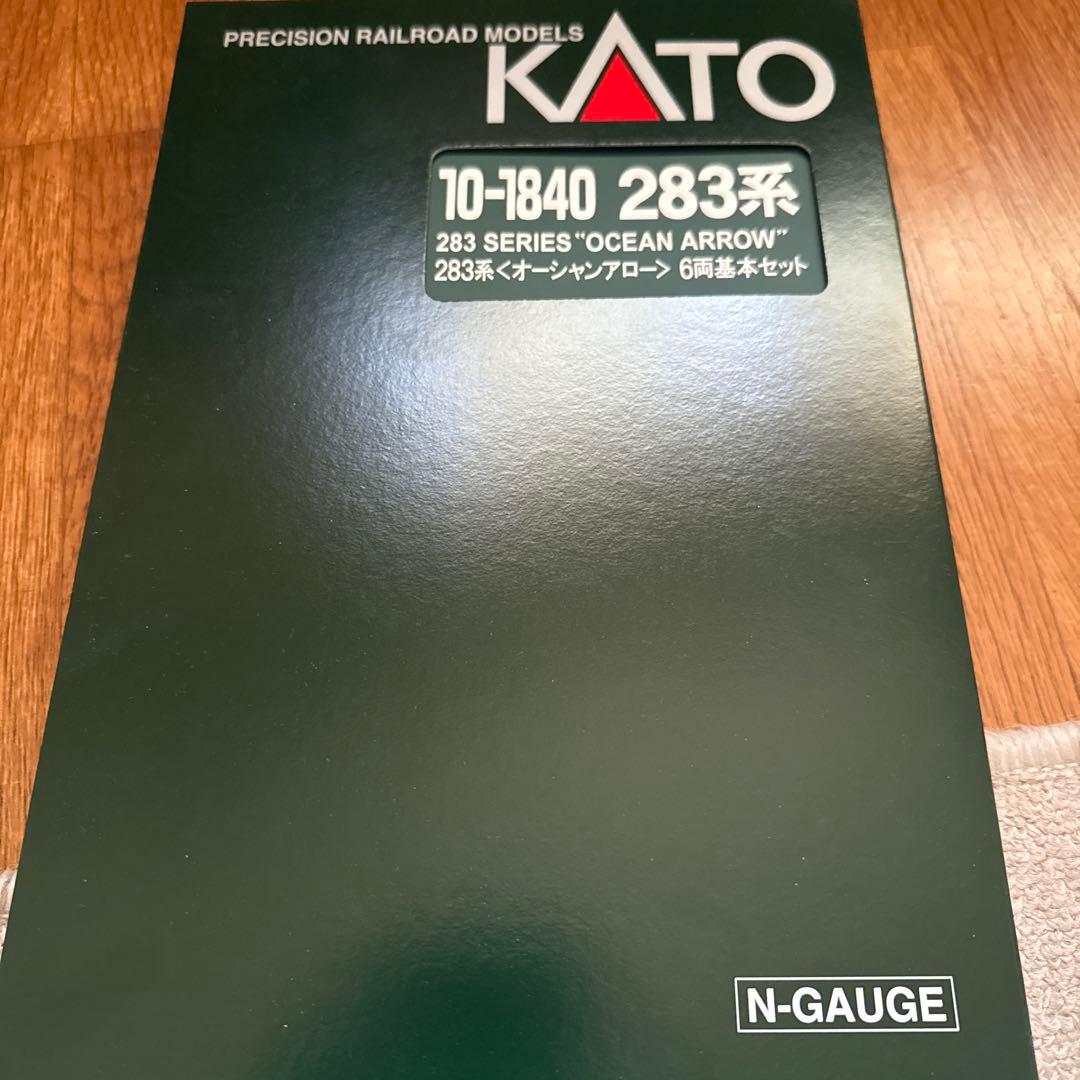 PRECISION RAILROAD MODELS
KATO
10-1840 283系
283 SERIES "OCEAN ARROW"
283系<オーシャンアロー> 6両基本セット
N-GAUGE